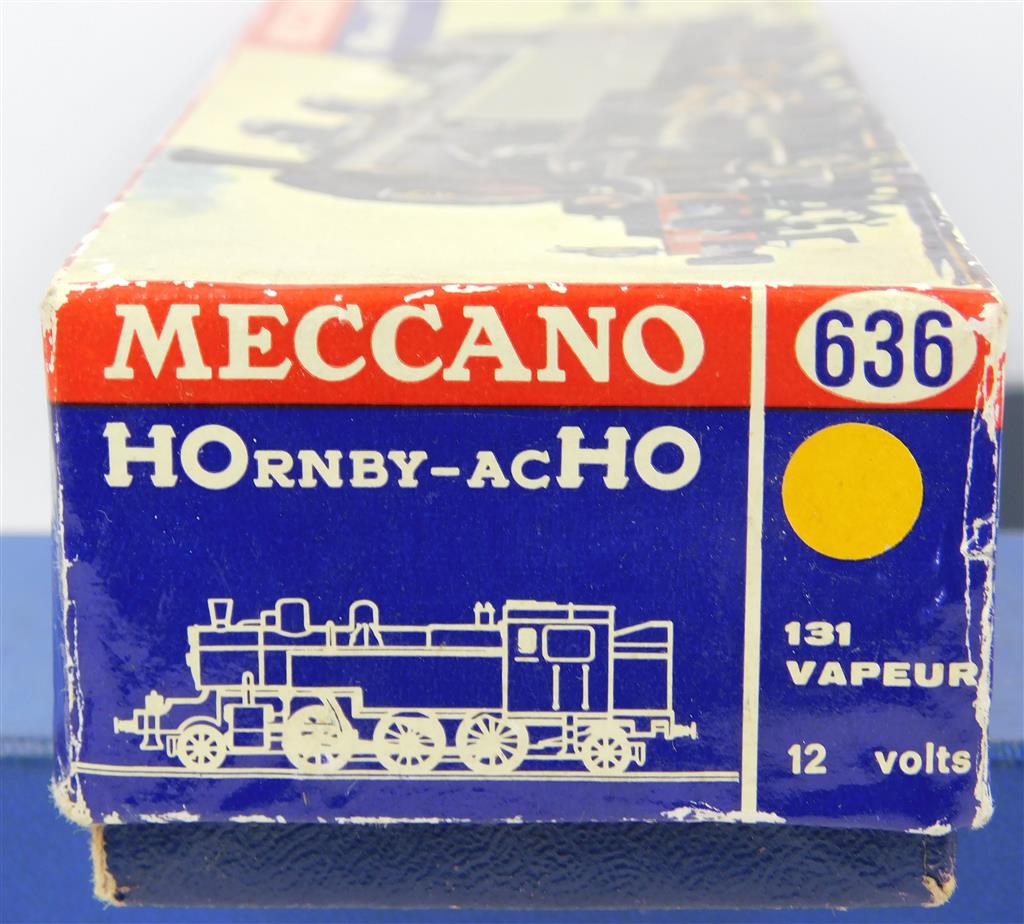 MECCANO
636
HORNBY-ACHO
131
VAPEUR
12 volts